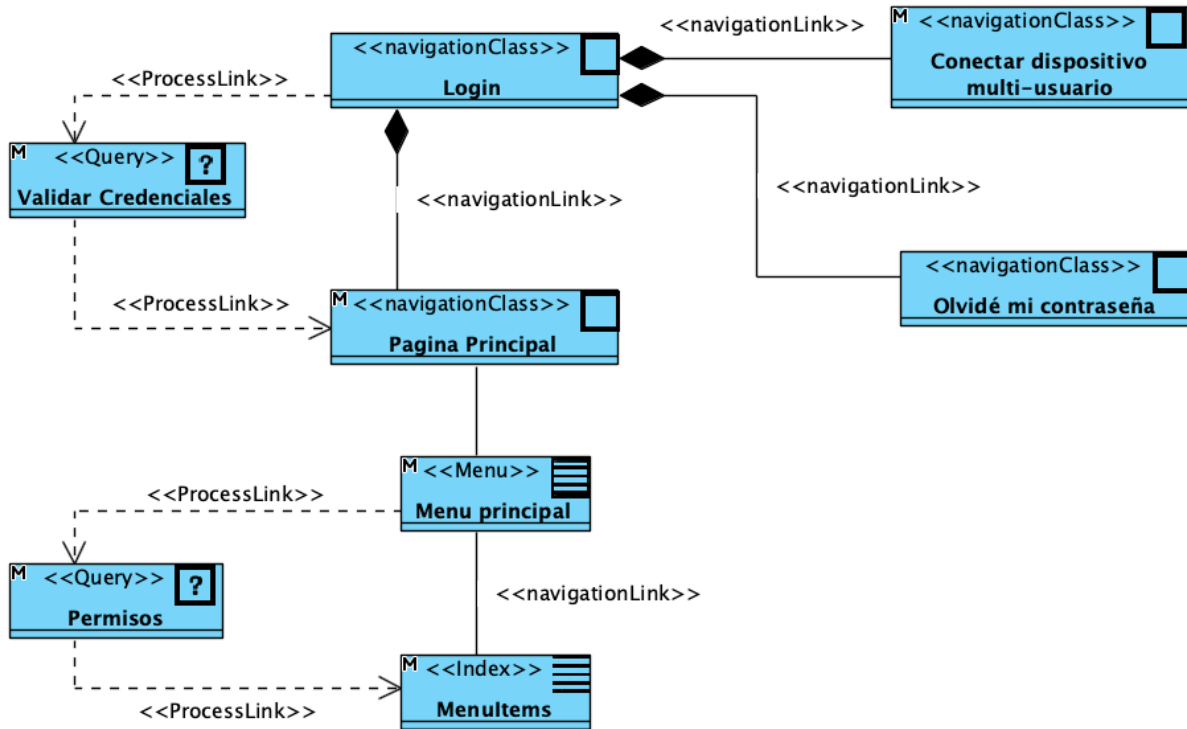 <<navigationLink>>
M
<<navigationClass>>
Conectar dispositivo
multi-usuario
<<navigationClass>>
Login
<<ProcessLink>>
M <<Query>> ?
Validar Credenciales
<<navigationLink>>
<<navigationLink>>
<<navigationClass>>
Olvidé mi contraseña
<<ProcessLink>>
M <<navigationClass>>
Pagina Principal
M <<Menu>>
Menu principal
<<ProcessLink>>
M <<Query>> ?
Permisos
<<navigationLink>>
M <<Index>>
MenuItems
<<ProcessLink>>